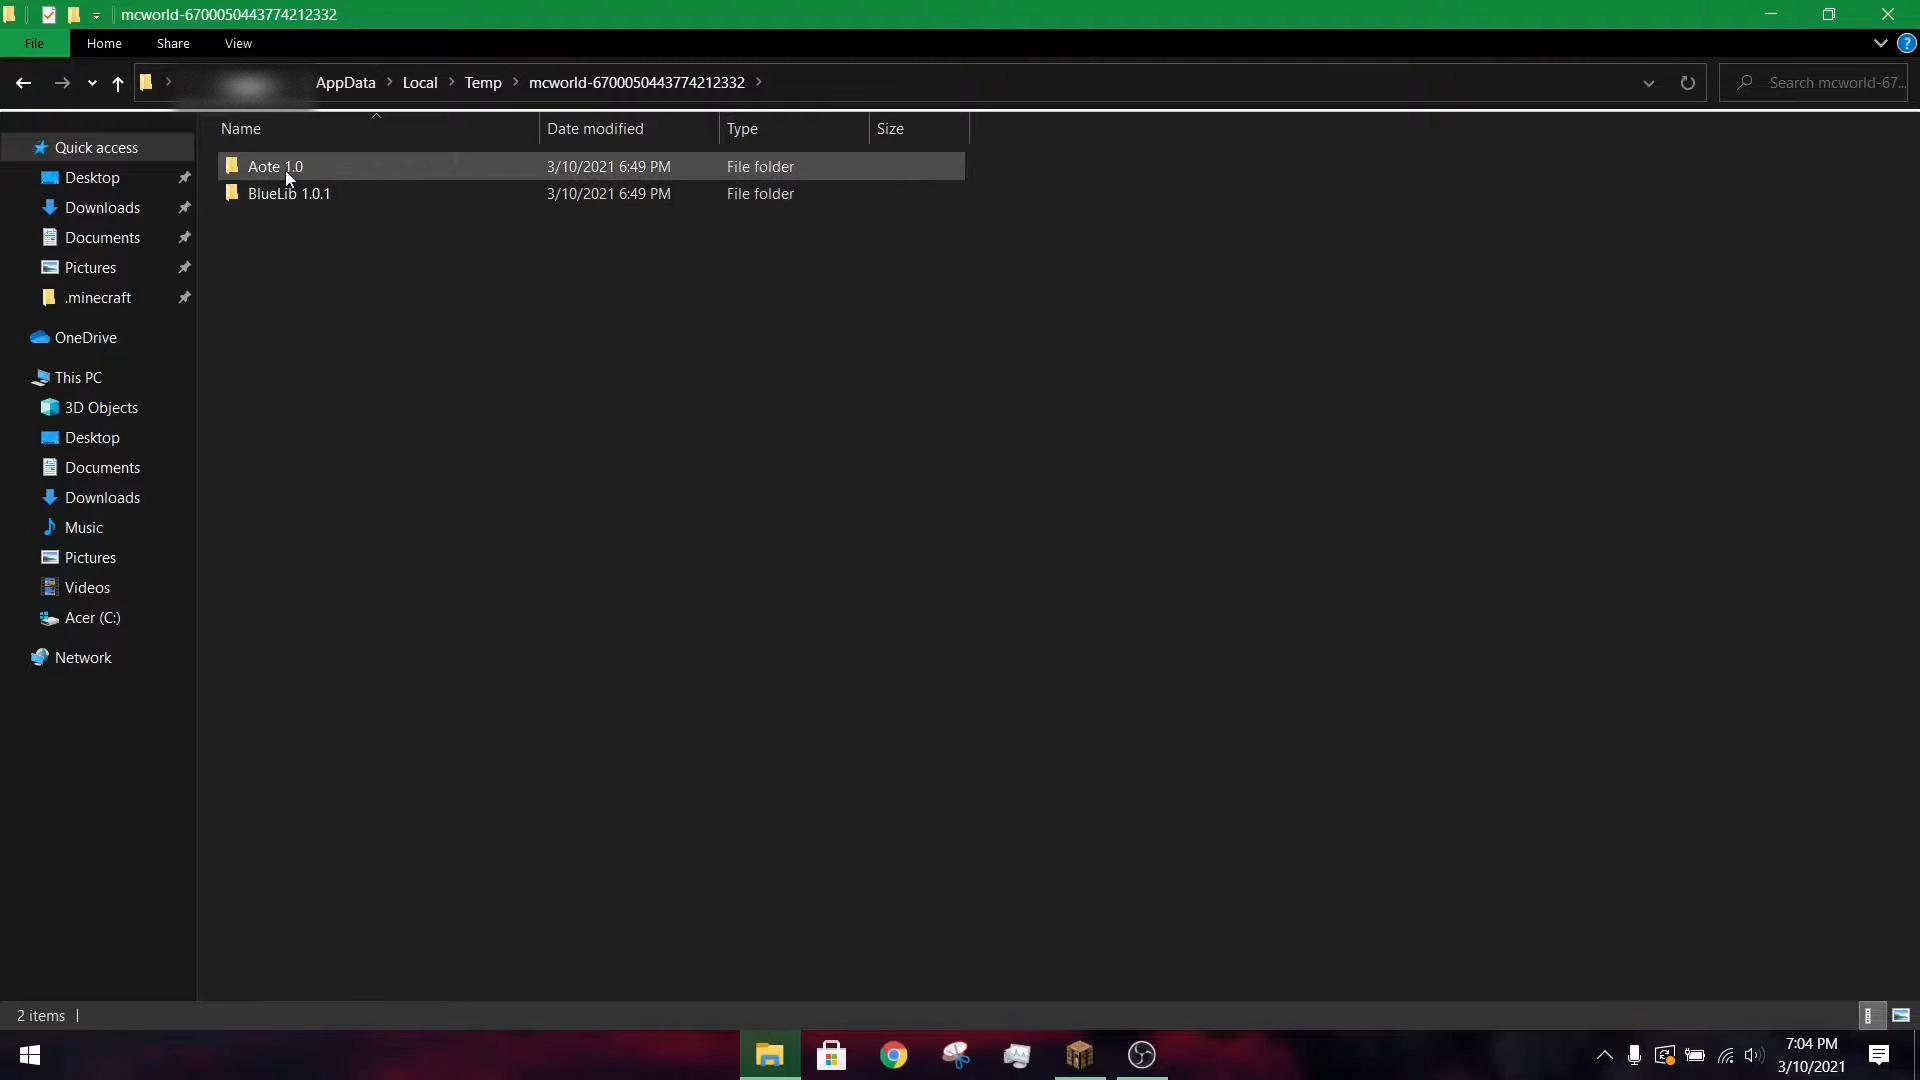 mcworld-6700050443774212332
File Home Share View
AppData Local Temp mcworld-6700050443774212332
Search mcworld-67...
Name Date modified Type Size
Quick access
Desktop
Downloads
Documents
Pictures
.minecraft
OneDrive
This PC
3D Objects
Desktop
Documents
Downloads
Music
Pictures
Videos
Acer (C:)
Network
Aote 1.0 3/10/2021 6:49 PM File folder
BlueLib 1.0.1 3/10/2021 6:49 PM File folder
2 items
7:04 PM
3/10/2021